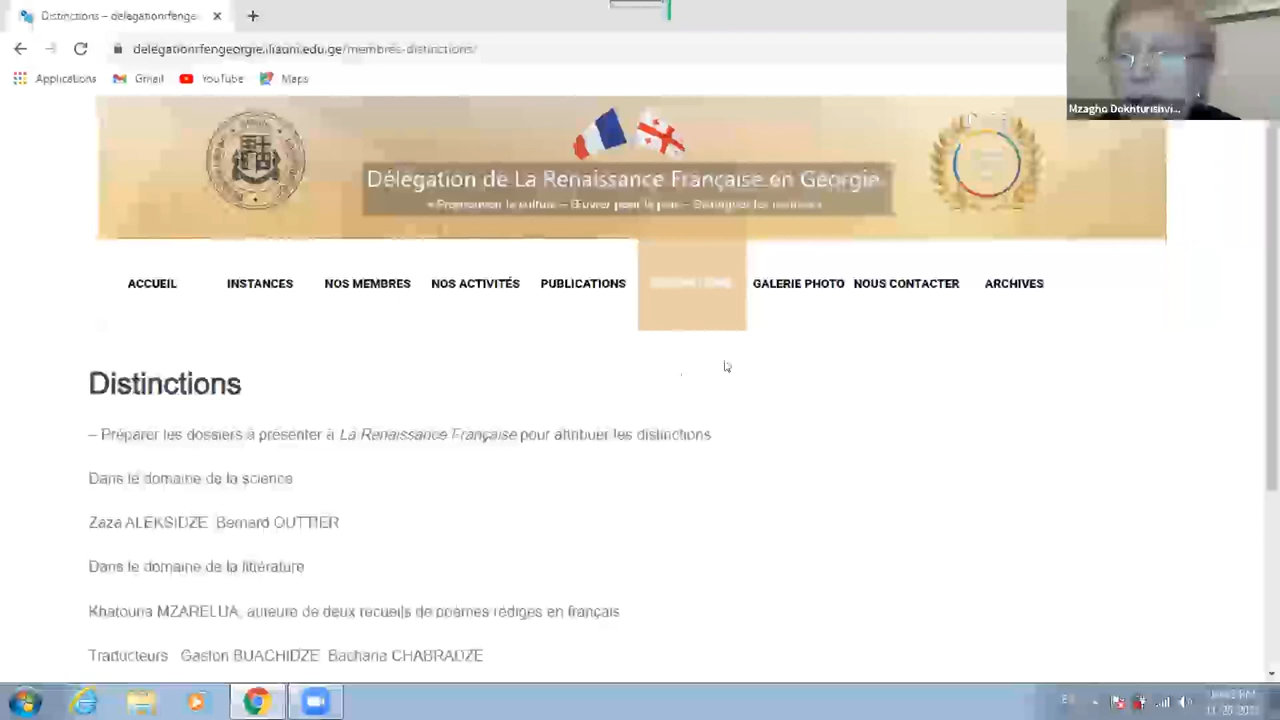 Distinctions – delegationrfenge
delegationrfengeorgie.iliauni.edu.ge/membres-distinctions/
Applications Gmail YouTube Maps
Mzagho Dokhturishvi...
Délégation de La Renaissance Française en Géorgie
ACCUEIL INSTANCES NOS MEMBRES NOS ACTIVITÉS PUBLICATIONS GALERIE PHOTO NOUS CONTACTER ARCHIVES
Distinctions
– Préparer les dossiers à présenter à La Renaissance Française pour attribuer les distinctions
Dans le domaine de la science
Zaza ALEKSIDZE Bernard OUTTIER
Dans le domaine de la littérature
Khatouna MZARELUA, auteure de deux recueils de poèmes rédigés en français
Traducteurs Gaston BUACHIDZE Bachana CHABRADZE